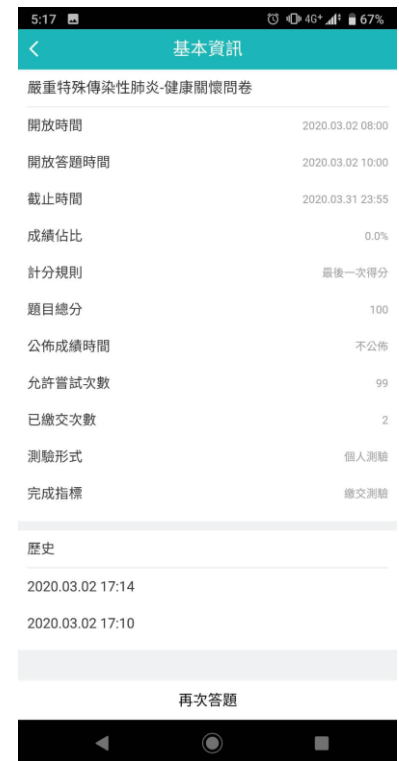 5:17 4G+ 67%
基本資訊
嚴重特殊傳染性肺炎-健康關懷問卷
開放時間 2020.03.02 08:00
開放答題時間 2020.03.02 10:00
截止時間 2020.03.31 23:55
成績佔比 0.0%
計分規則 最後一次得分
題目總分 100
公佈成績時間 不公佈
允許嘗試次數 99
已繳交次數 2
測驗形式 個人測驗
完成指標 繳交測驗
歷史
2020.03.02 17:14
2020.03.02 17:10
再次答題